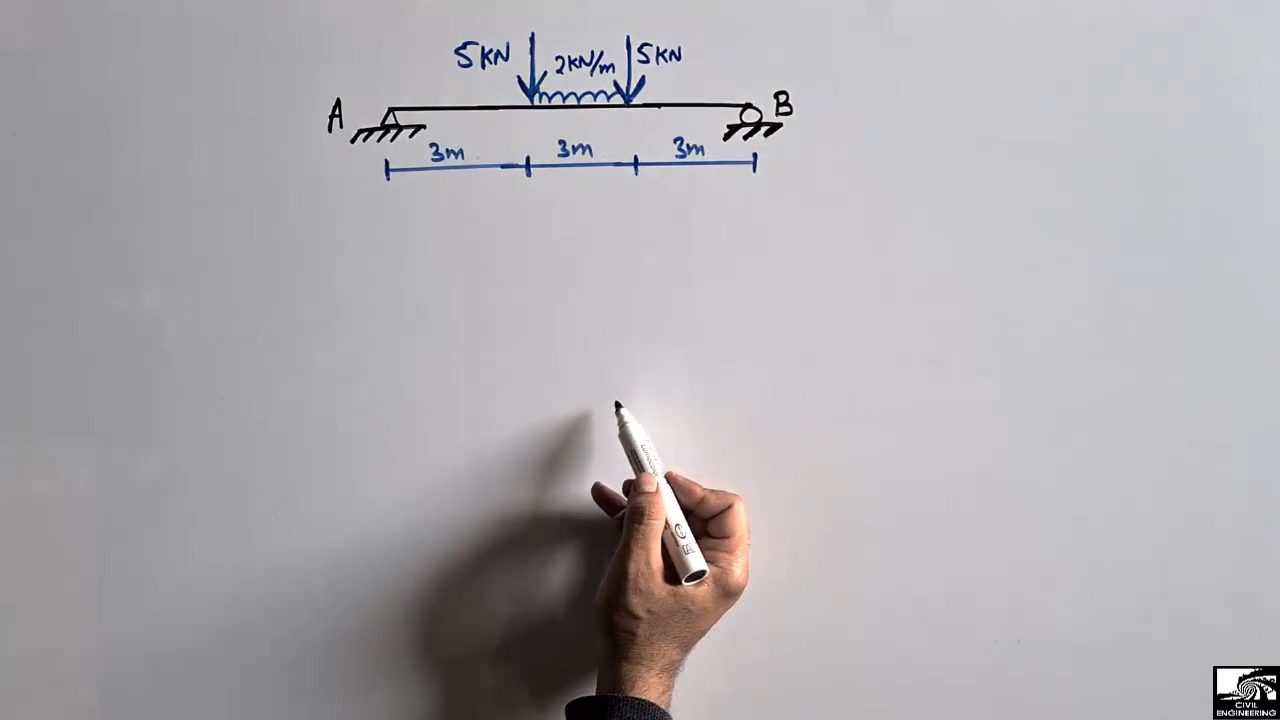 5KN 2KN/m 5KN
A B
3m 3m 3m
CIVIL
ENGINEERING